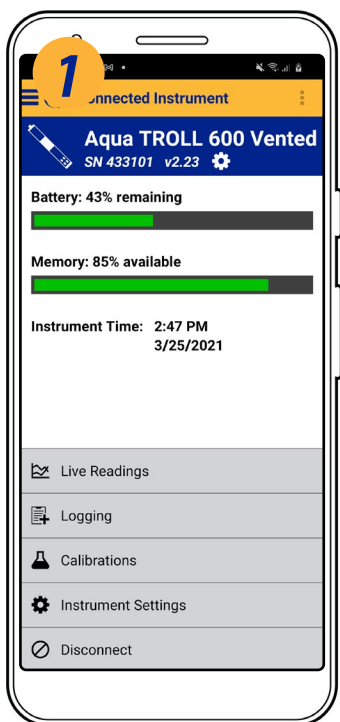 1
nnected Instrument
Aqua TROLL 600 Vented
SN 433101 v2.23
Battery: 43% remaining
Memory: 85% available
Instrument Time: 2:47 PM
3/25/2021
Live Readings
Logging
Calibrations
Instrument Settings
Disconnect